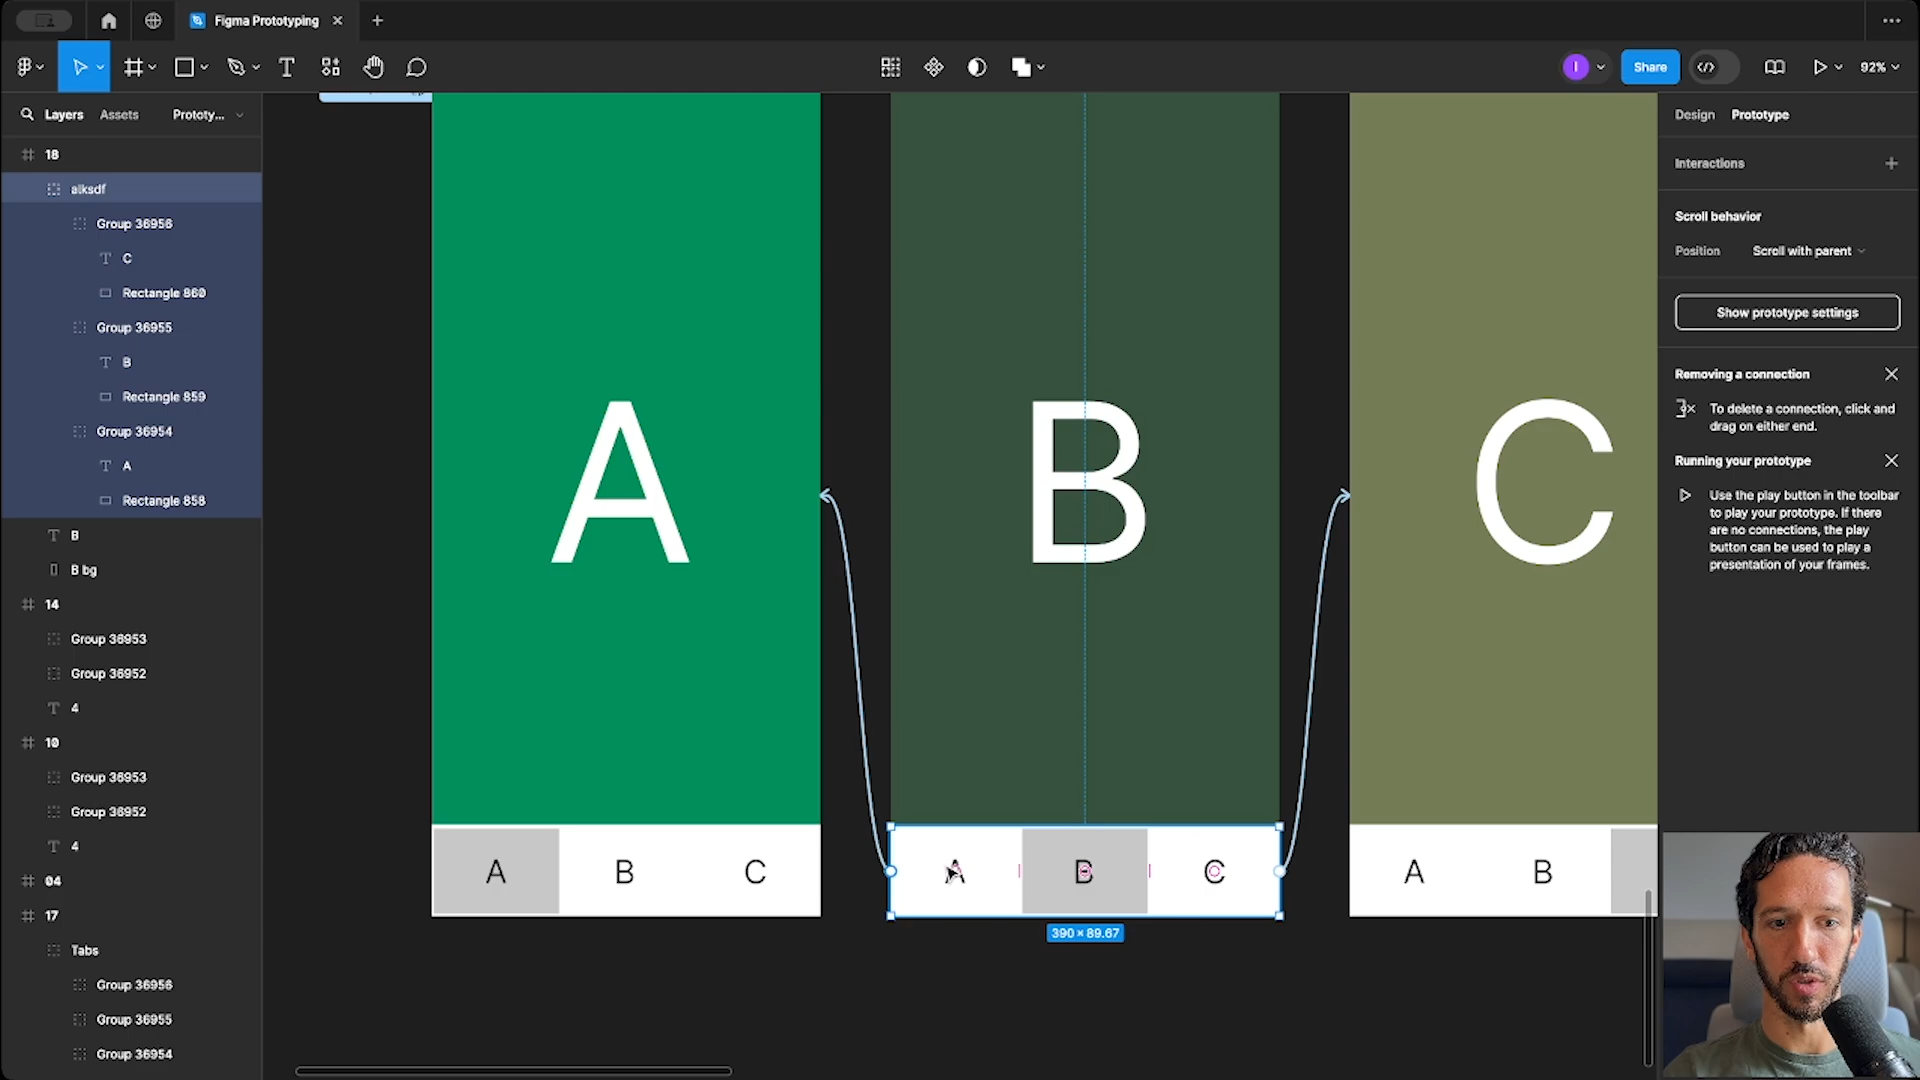 Figma Prototyping
Share
92%
Layers
Assets
Prototy...
18
alksdf
Group 36956
C
Rectangle 860
Group 36955
B
Rectangle 859
Group 36954
A
Rectangle 858
B
B bg
14
Group 36953
Group 36952
4
10
Group 36953
Group 36952
4
04
17
Tabs
Group 36956
Group 36955
Group 36954
A
A B C
B
A B C
390 × 89.67
C
A B
Design
Prototype
Interactions
Scroll behavior
Position
Scroll with parent
Show prototype settings
Removing a connection
To delete a connection, click and
drag on either end.
Running your prototype
Use the play button in the toolbar
to play your prototype. If there
are no connections, the play
button can be used to play a
presentation of your frames.
I